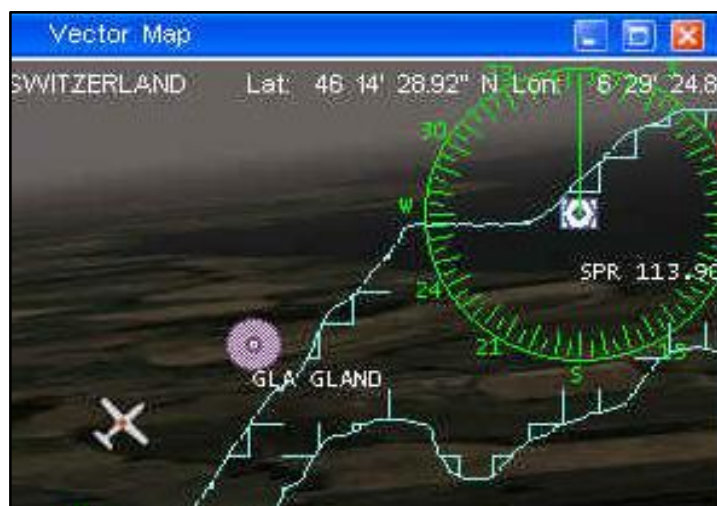 Vector Map
SWITZERLAND Lat: 46 14' 28.92" N Lon: 6 29' 24.8
30
W
SPR 113.90
24
GLA GLAND
21
S